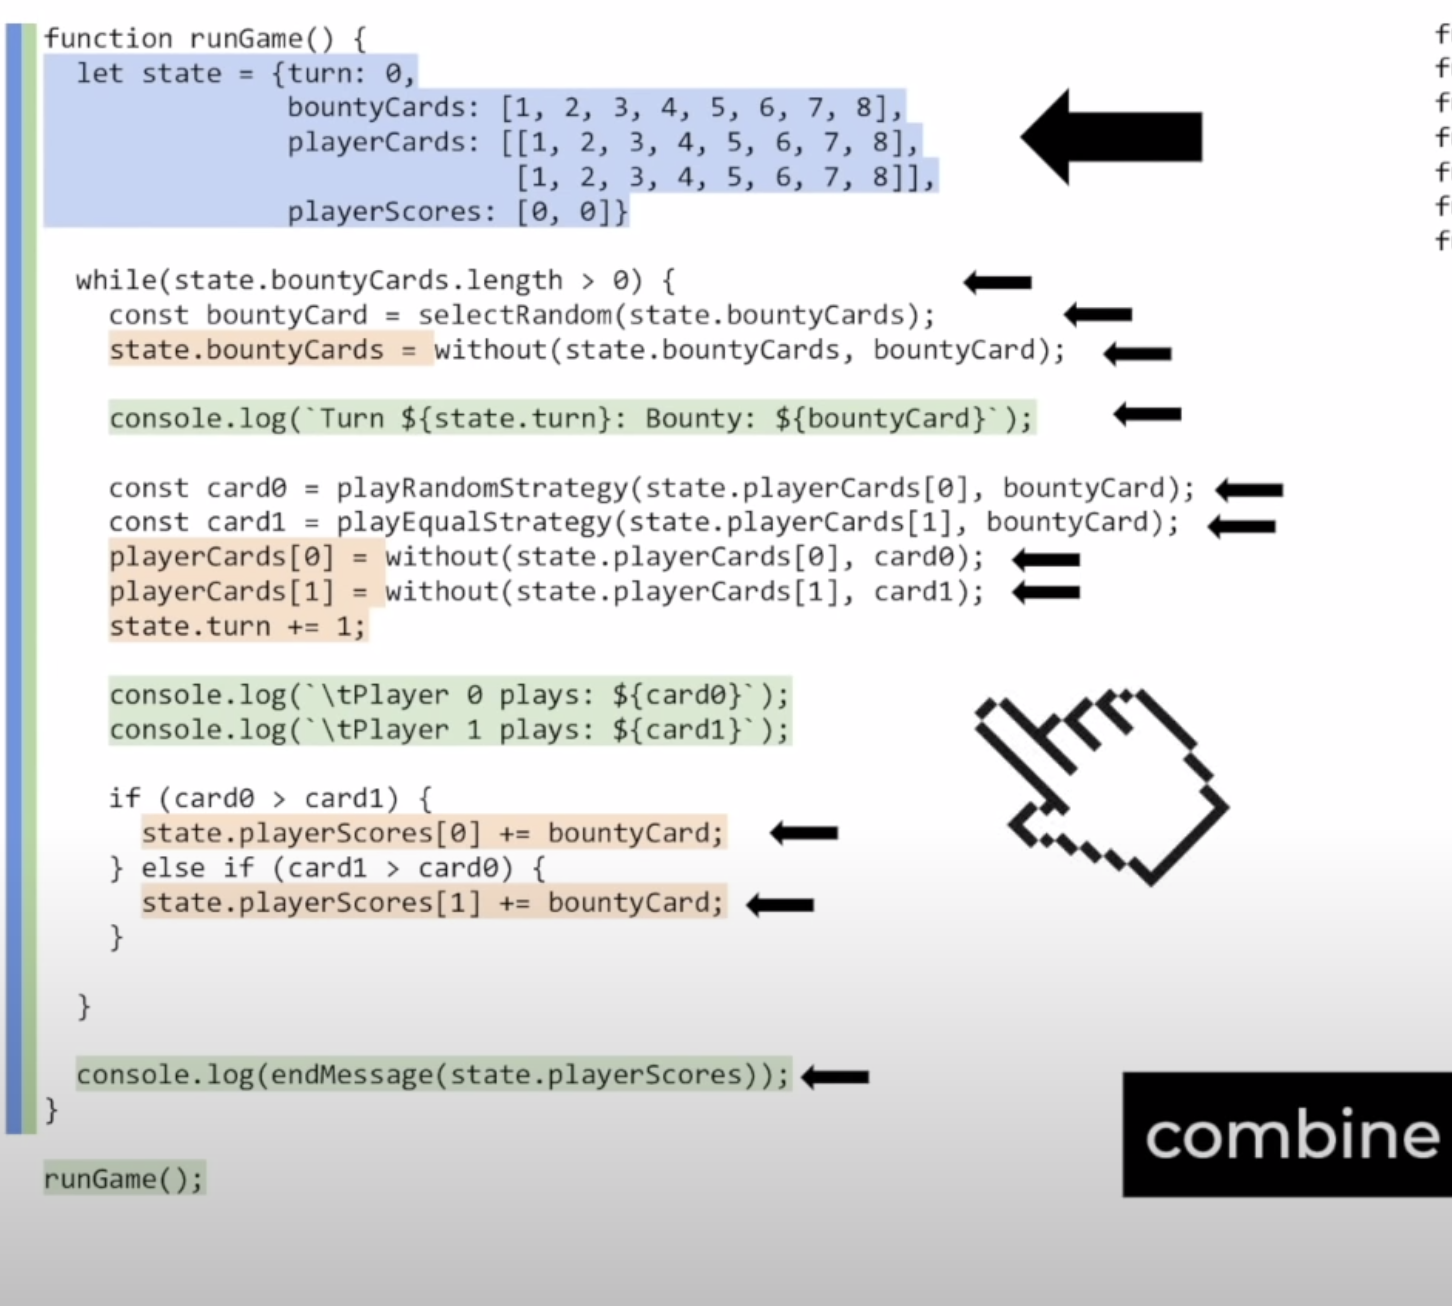 function runGame() {
  let state = {turn: 0,
               bountyCards: [1, 2, 3, 4, 5, 6, 7, 8],
               playerCards: [[1, 2, 3, 4, 5, 6, 7, 8],
                             [1, 2, 3, 4, 5, 6, 7, 8]],
               playerScores: [0, 0]}
  while(state.bountyCards.length > 0) {
    const bountyCard = selectRandom(state.bountyCards);
    state.bountyCards = without(state.bountyCards, bountyCard);
    console.log(`Turn ${state.turn}: Bounty: ${bountyCard}`);
    const card0 = playRandomStrategy(state.playerCards[0], bountyCard);
    const card1 = playEqualStrategy(state.playerCards[1], bountyCard);
    playerCards[0] = without(state.playerCards[0], card0);
    playerCards[1] = without(state.playerCards[1], card1);
    state.turn += 1;
    console.log(`\tPlayer 0 plays: ${card0}`);
    console.log(`\tPlayer 1 plays: ${card1}`);
    if (card0 > card1) {
      state.playerScores[0] += bountyCard;
    } else if (card1 > card0) {
      state.playerScores[1] += bountyCard;
    }
  }
  console.log(endMessage(state.playerScores));
}
runGame();
combine